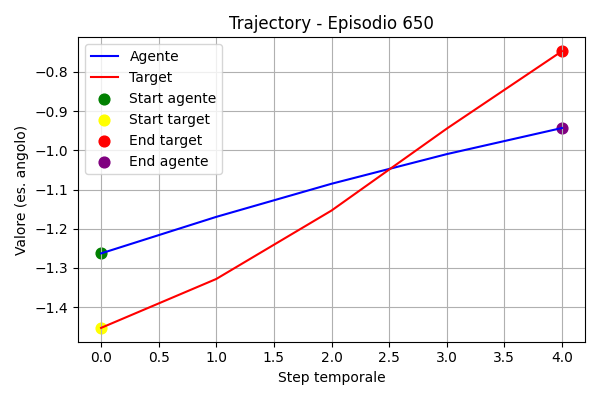 Trajectory - Episodio 650
Agente
Target
Start agente
Start target
End target
End agente
Valore (es. angolo)
−0.8
−0.9
−1.0
−1.1
−1.2
−1.3
−1.4
0.0 0.5 1.0 1.5 2.0 2.5 3.0 3.5 4.0
Step temporale